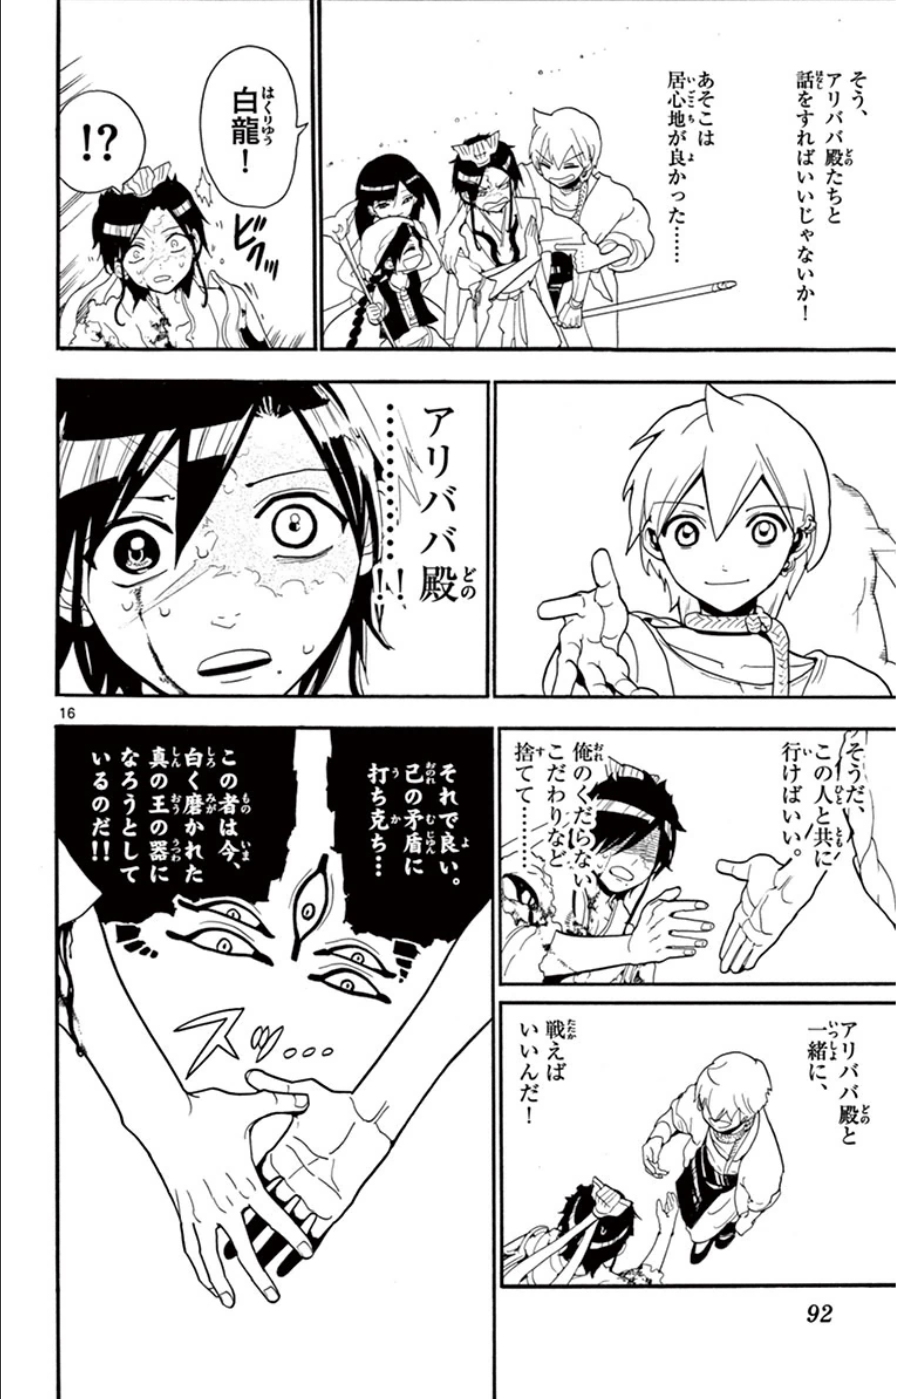 そう、
アリババ殿たちと
話をすればいいじゃないか！
あそこは
居心地が良かった……
白龍！
ビクッ
!?
アリババ殿
…………!!
そうだ、
この人と共に
行けばいい。
俺のくだらない
こだわりなど
捨てて………
アリババ殿と
一緒に、
戦えば
いいんだ！
それで良い。
己の矛盾に
打ち克ち…
この者は今、
白く磨かれた
真の王の器に
なろうとして
いるのだ!!
スッ…
16
92